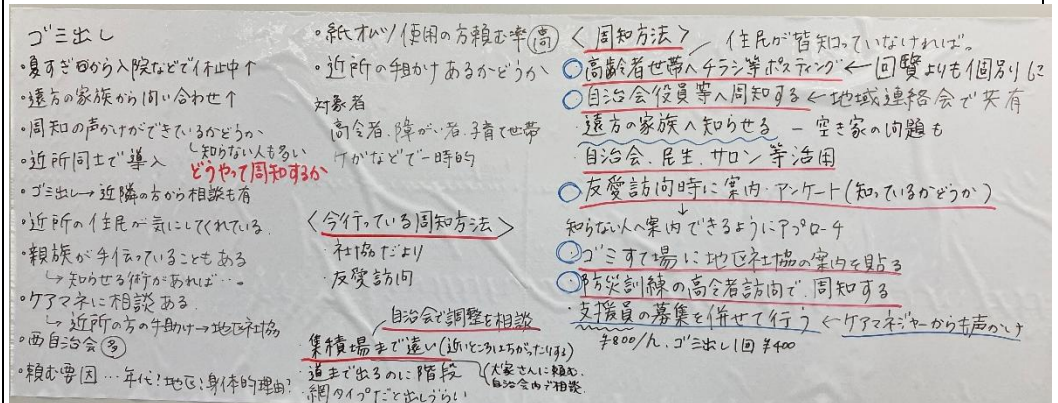 ゴミ出し
・夏すぎ日から入院などで休止中↑
・遠方の家族から問い合わせ↑
・周知の声かけができているかどうか
↳知らない人も多い
・近所同士で導入
どうやって周知するか
・ゴミ出し→近隣の方から相談も有
・近所の住民が気にしてくれている
・親族が手伝っていることもある
↳知らせる術があれば…。
・ケアマネに相談ある
↳近所の方の手助け→地区社協
・西自治会㊂
・頼む要因…年代?地区?身体的理由?
・紙オムツ使用の方頼む率高
・近所の手助けあるかどうか
対象者
高齢者、障がい者、子育て世帯
けがなどで一時的
<今行っている周知方法>
・社協だより
・友愛訪問
自治会で調整を相談
集積場まで遠い(近いところはちがったりする)
・道まで出るのに階段
(大家さんに頼む、
自治会内で相談
・網タイプだと出しづらい
<周知方法>
住民が皆知っていなければ。
高齢者世帯へチラシ等ポスティング←回覧よりも個別に
自治会役員等へ周知する←地域連絡会で共有
・遠方の家族へ知らせる－空き家の問題も
・自治会、民生、サロン等活用
友愛訪問時に案内・アンケート(知っているかどうか)
↓
知らない人へ案内できるようにアプローチ
ゴミすて場に地区社協の案内を貼る
防災訓練の高令者訪問で、周知する
・支援員の募集を併せて行う←ケアマネジャーからも声かけ
¥800/h、ゴミ出し1回¥400